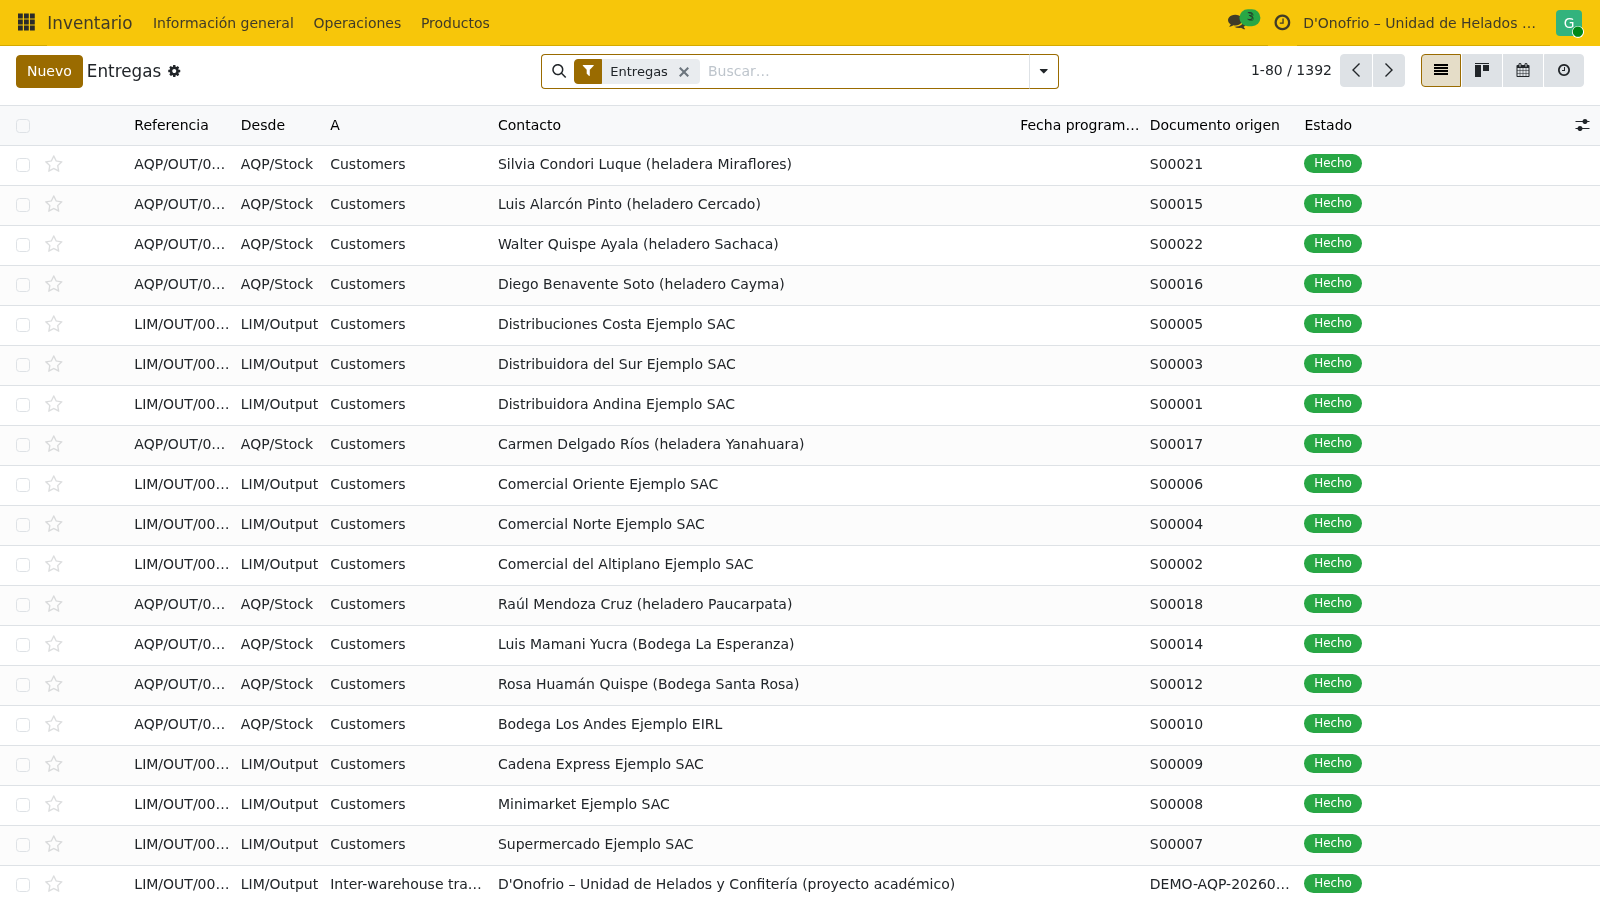 Inventario Información general Operaciones Productos 3 D'Onofrio – Unidad de Helados ... G
Nuevo Entregas Entregas Buscar... 1-80 / 1392
Referencia Desde A Contacto Fecha program... Documento origen Estado
AQP/OUT/0... AQP/Stock Customers Silvia Condori Luque (heladera Miraflores) S00021 Hecho
AQP/OUT/0... AQP/Stock Customers Luis Alarcón Pinto (heladero Cercado) S00015 Hecho
AQP/OUT/0... AQP/Stock Customers Walter Quispe Ayala (heladero Sachaca) S00022 Hecho
AQP/OUT/0... AQP/Stock Customers Diego Benavente Soto (heladero Cayma) S00016 Hecho
LIM/OUT/00... LIM/Output Customers Distribuciones Costa Ejemplo SAC S00005 Hecho
LIM/OUT/00... LIM/Output Customers Distribuidora del Sur Ejemplo SAC S00003 Hecho
LIM/OUT/00... LIM/Output Customers Distribuidora Andina Ejemplo SAC S00001 Hecho
AQP/OUT/0... AQP/Stock Customers Carmen Delgado Ríos (heladera Yanahuara) S00017 Hecho
LIM/OUT/00... LIM/Output Customers Comercial Oriente Ejemplo SAC S00006 Hecho
LIM/OUT/00... LIM/Output Customers Comercial Norte Ejemplo SAC S00004 Hecho
LIM/OUT/00... LIM/Output Customers Comercial del Altiplano Ejemplo SAC S00002 Hecho
AQP/OUT/0... AQP/Stock Customers Raúl Mendoza Cruz (heladero Paucarpata) S00018 Hecho
AQP/OUT/0... AQP/Stock Customers Luis Mamani Yucra (Bodega La Esperanza) S00014 Hecho
AQP/OUT/0... AQP/Stock Customers Rosa Huamán Quispe (Bodega Santa Rosa) S00012 Hecho
AQP/OUT/0... AQP/Stock Customers Bodega Los Andes Ejemplo EIRL S00010 Hecho
LIM/OUT/00... LIM/Output Customers Cadena Express Ejemplo SAC S00009 Hecho
LIM/OUT/00... LIM/Output Customers Minimarket Ejemplo SAC S00008 Hecho
LIM/OUT/00... LIM/Output Customers Supermercado Ejemplo SAC S00007 Hecho
LIM/OUT/00... LIM/Output Inter-warehouse tra... D'Onofrio – Unidad de Helados y Confitería (proyecto académico) DEMO-AQP-20260... Hecho